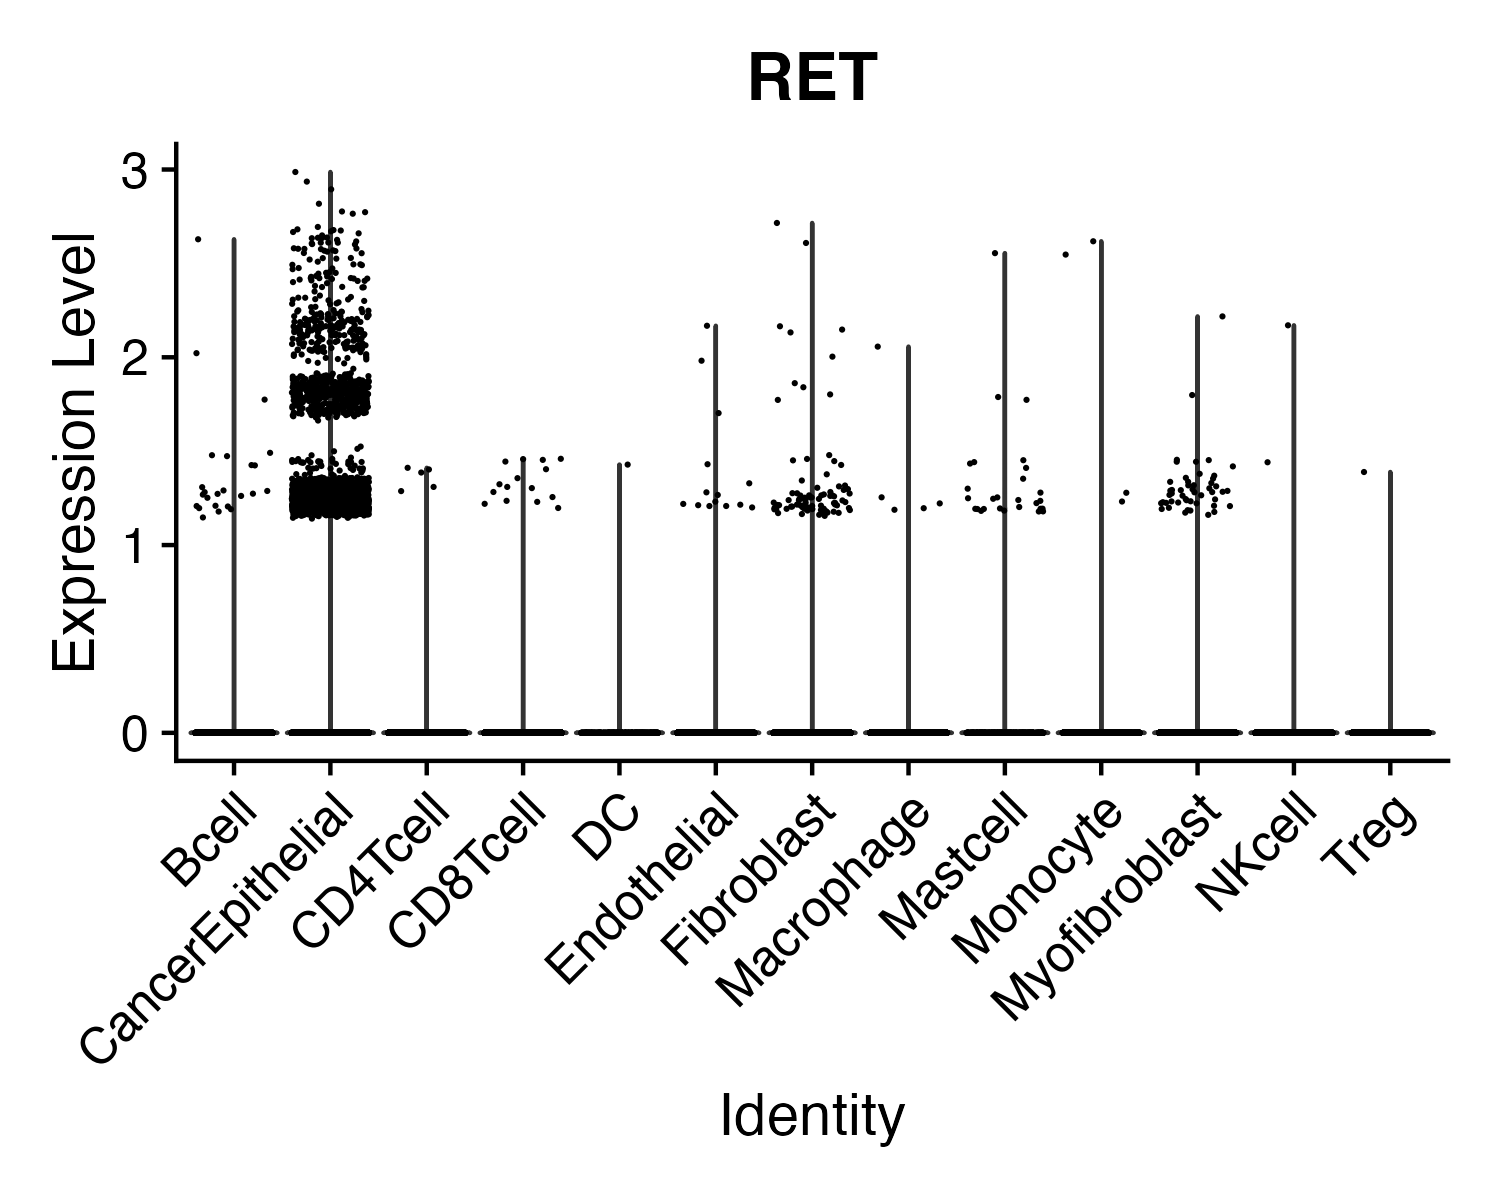 RET
Expression Level
3
2
1
0
Bcell
CancerEpithelial
CD4Tcell
CD8Tcell
DC
Endothelial
Fibroblast
Macrophage
Mastcell
Monocyte
Myofibroblast
NKcell
Treg
Identity